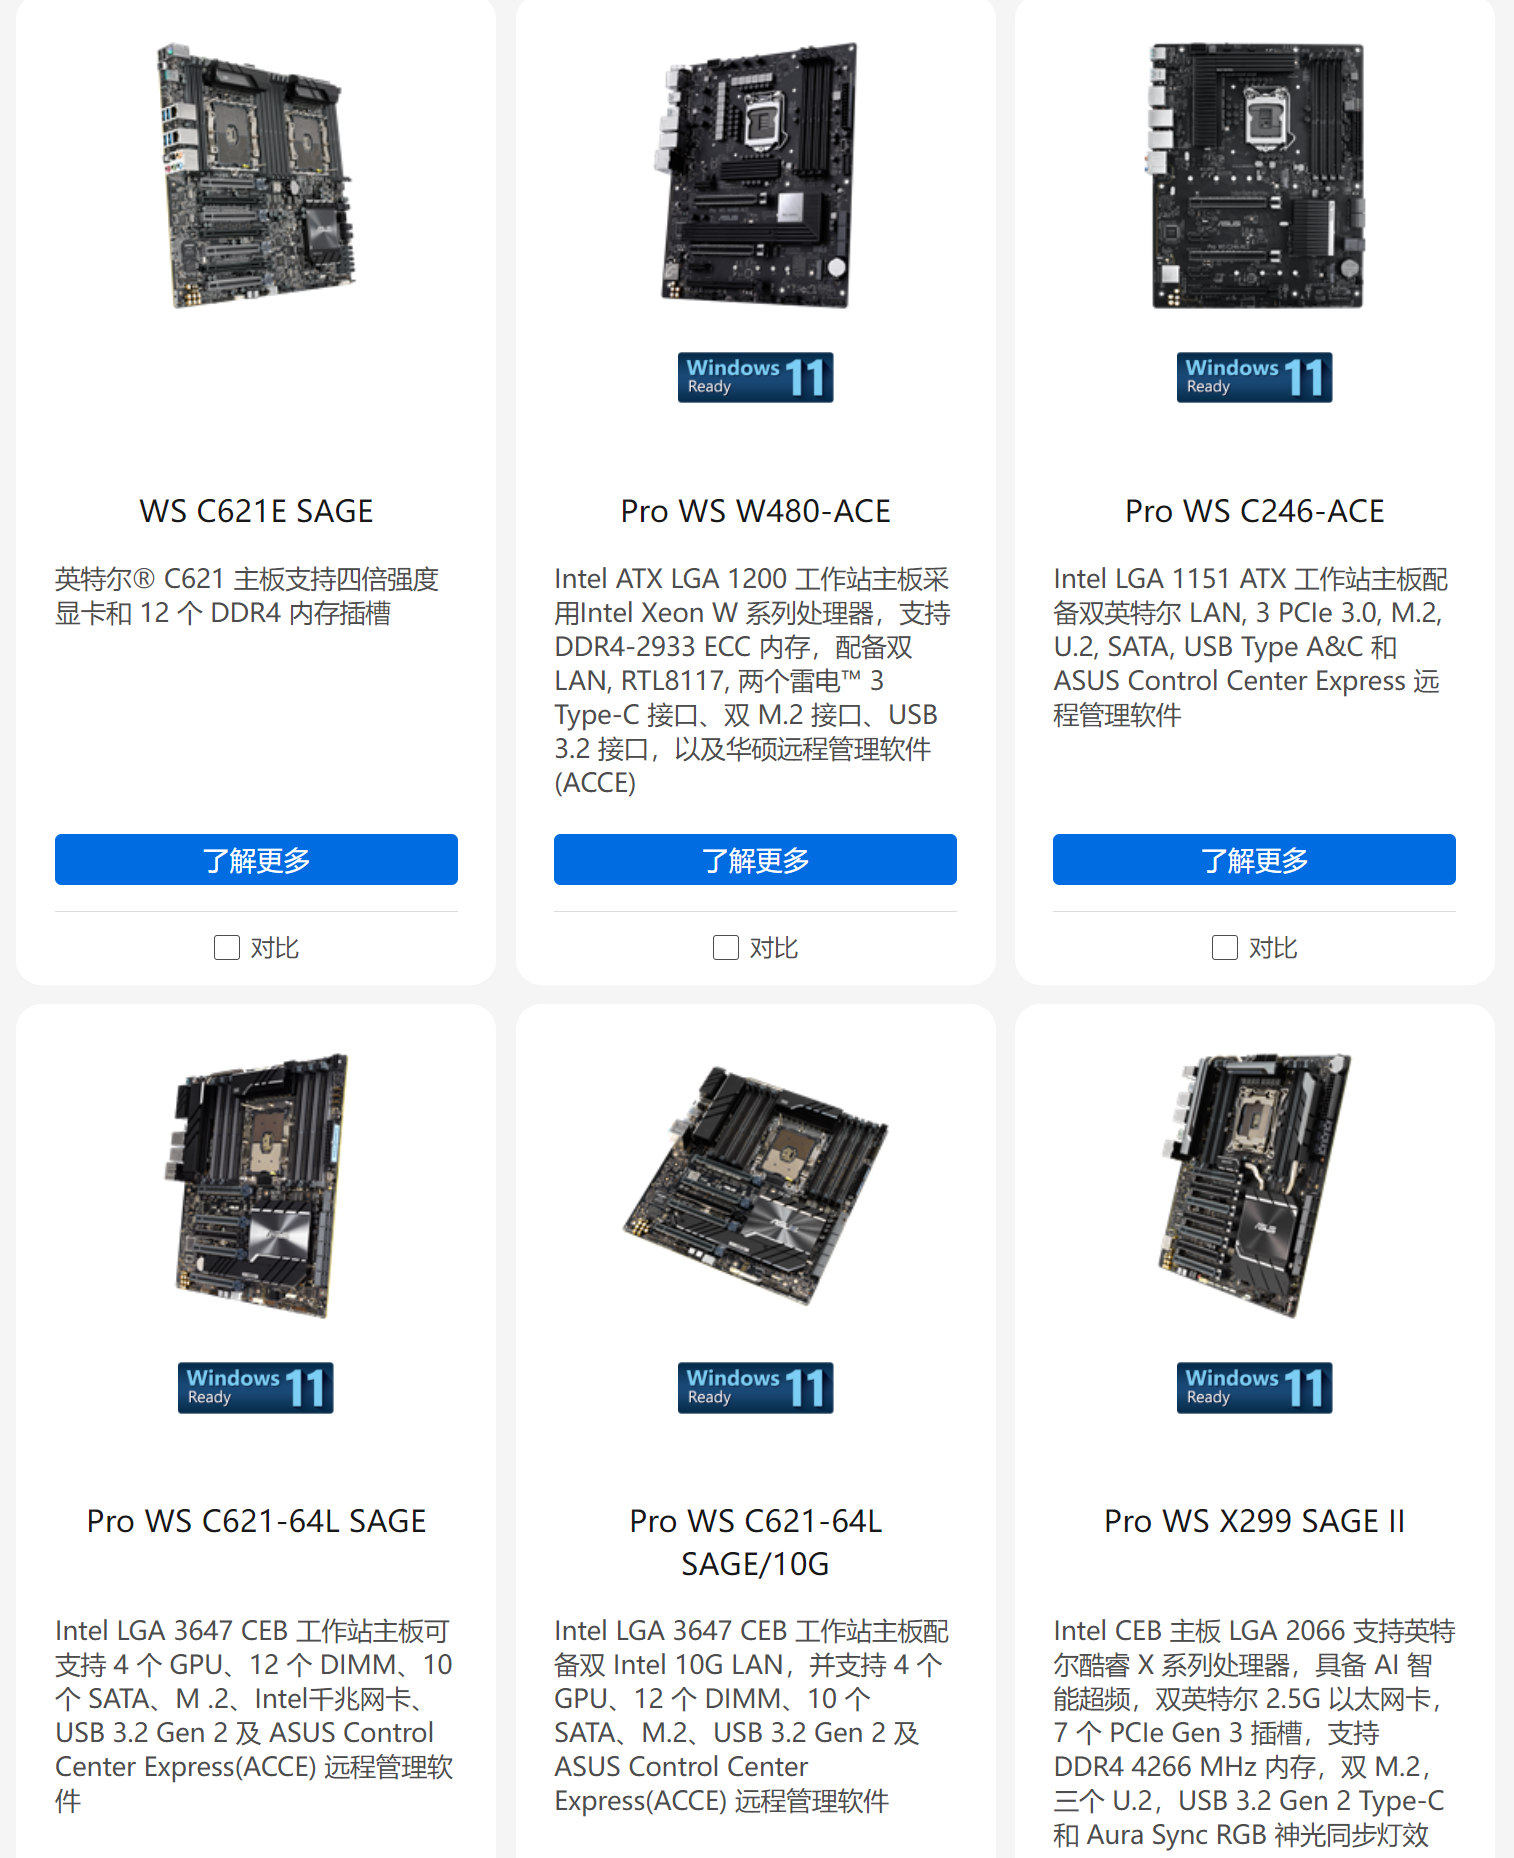 Windows 11
Ready
Windows 11
Ready
WS C621E SAGE
Pro WS W480-ACE
Pro WS C246-ACE
英特尔® C621 主板支持四倍强度
显卡和 12 个 DDR4 内存插槽
Intel ATX LGA 1200 工作站主板采
用Intel Xeon W 系列处理器，支持
DDR4-2933 ECC 内存，配备双
LAN, RTL8117, 两个雷电™ 3
Type-C 接口、双 M.2 接口、USB
3.2 接口，以及华硕远程管理软件
(ACCE)
Intel LGA 1151 ATX 工作站主板配
备双英特尔 LAN, 3 PCIe 3.0, M.2,
U.2, SATA, USB Type A&C 和
ASUS Control Center Express 远
程管理软件
了解更多
了解更多
了解更多
对比
对比
对比
Windows 11
Ready
Windows 11
Ready
Windows 11
Ready
Pro WS C621-64L SAGE
Pro WS C621-64L
SAGE/10G
Pro WS X299 SAGE II
Intel LGA 3647 CEB 工作站主板可
支持 4 个 GPU、12 个 DIMM、10
个 SATA、M .2、Intel千兆网卡、
USB 3.2 Gen 2 及 ASUS Control
Center Express(ACCE) 远程管理软
件
Intel LGA 3647 CEB 工作站主板配
备双 Intel 10G LAN，并支持 4 个
GPU、12 个 DIMM、10 个
SATA、M.2、USB 3.2 Gen 2 及
ASUS Control Center
Express(ACCE) 远程管理软件
Intel CEB 主板 LGA 2066 支持英特
尔酷睿 X 系列处理器，具备 AI 智
能超频，双英特尔 2.5G 以太网卡，
7 个 PCIe Gen 3 插槽，支持
DDR4 4266 MHz 内存，双 M.2，
三个 U.2，USB 3.2 Gen 2 Type-C
和 Aura Sync RGB 神光同步灯效